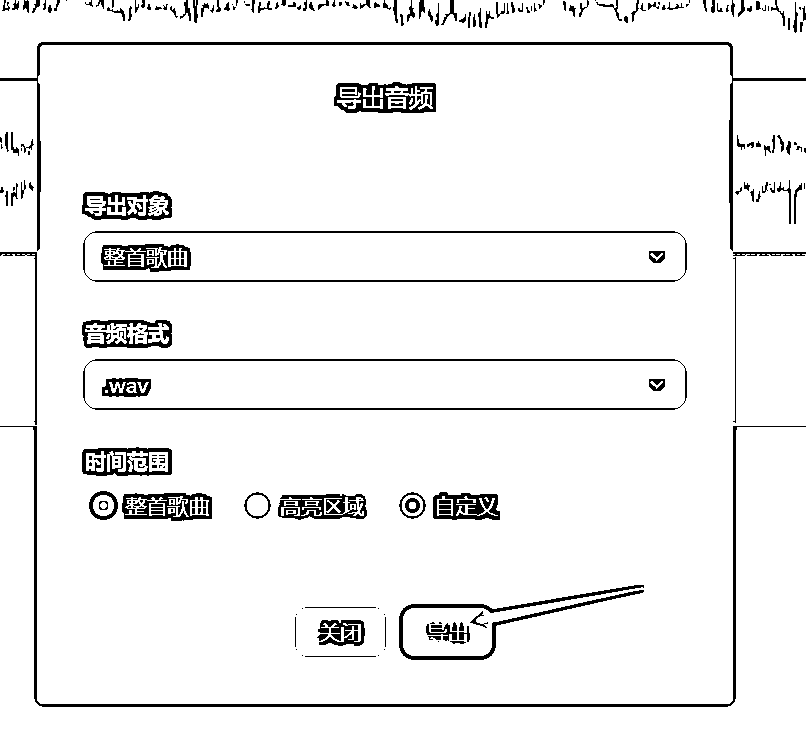 导出音频
导出对象
整首歌曲
音频格式
.wav
时间范围
整首歌曲 高亮区域 自定义
关闭 导出